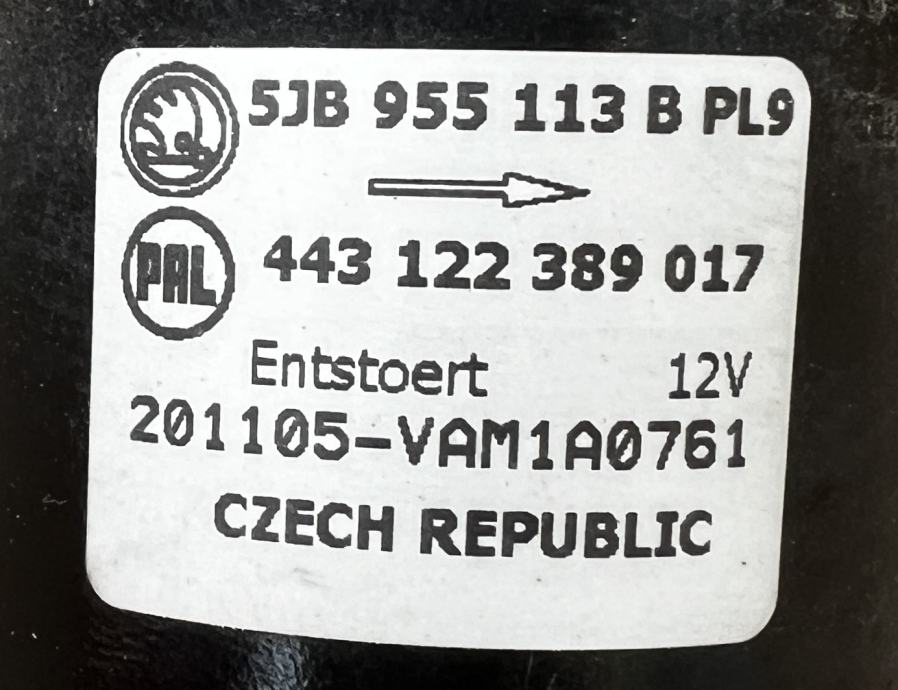 5JB 955 113 B PL9
PAL
443 122 389 017
Entstoert 12V
201105-VAM1A0761
CZECH REPUBLIC